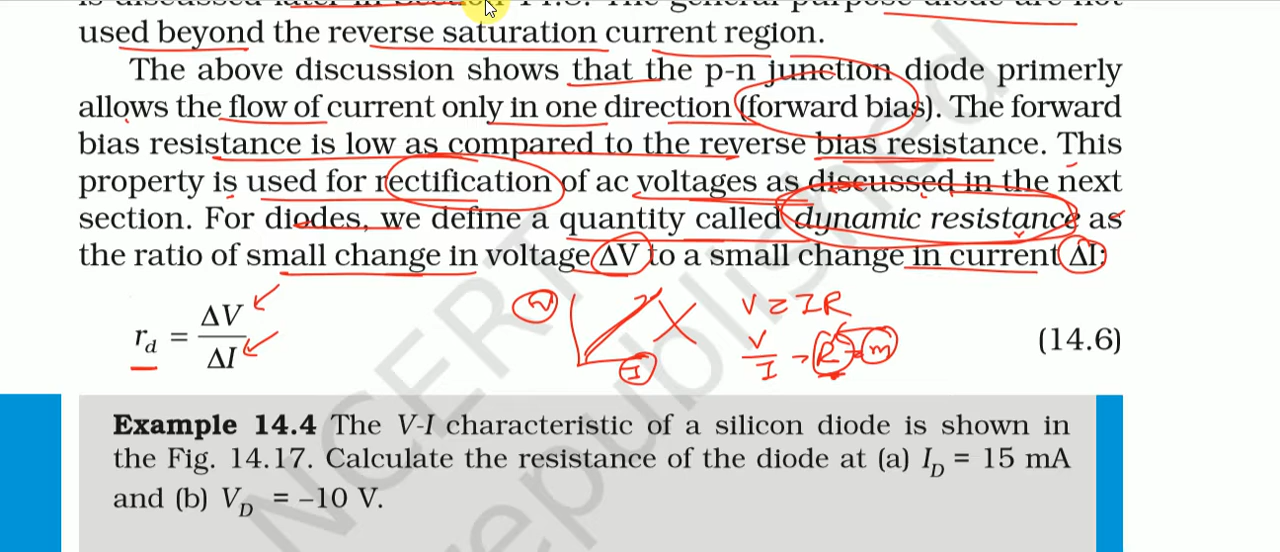 used beyond the reverse saturation current region.
The above discussion shows that the p-n junction diode primerly
allows the flow of current only in one direction (forward bias). The forward
bias resistance is low as compared to the reverse bias resistance. This
property is used for rectification of ac voltages as discussed in the next
section. For diodes, we define a quantity called dynamic resistance as
the ratio of small change in voltage ΔV to a small change in current ΔI:
r_d = ΔV/ΔI (14.6)
V
I
V = IR
V/I = R = m
Example 14.4 The V-I characteristic of a silicon diode is shown in
the Fig. 14.17. Calculate the resistance of the diode at (a) I_D = 15 mA
and (b) V_D = –10 V.
NCERT
republished